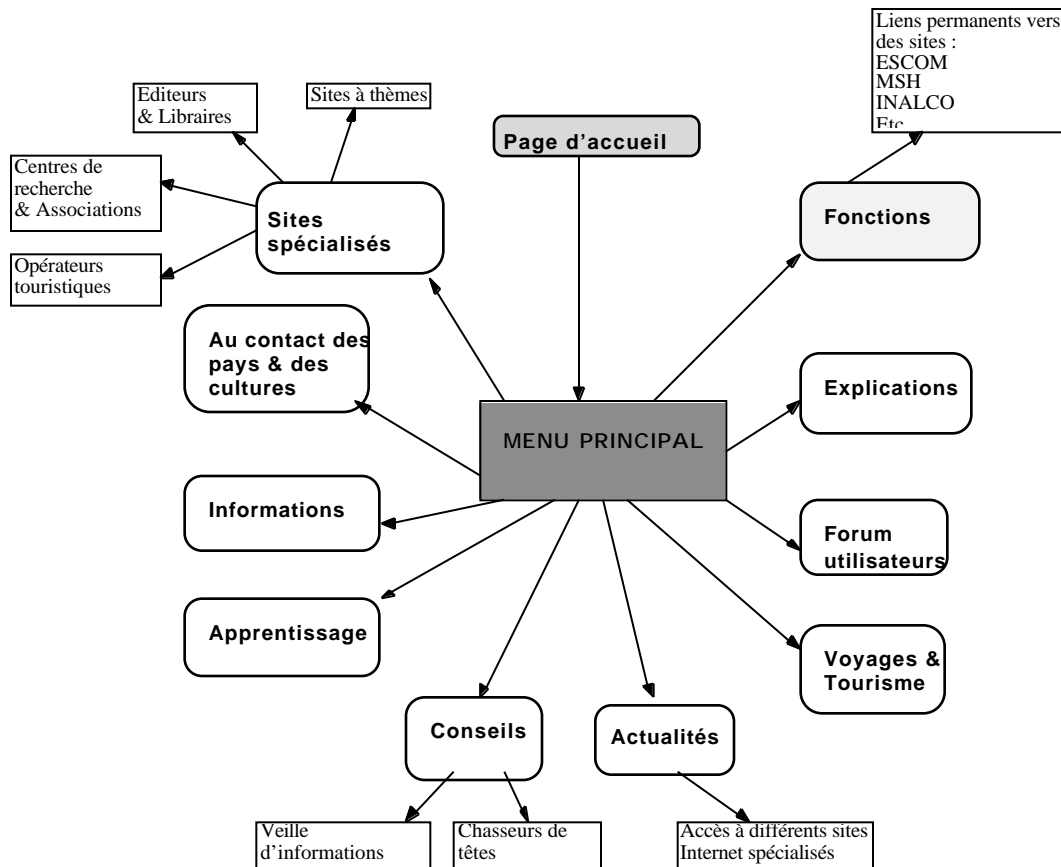 Liens permanents vers
des sites :
ESCOM
MSH
INALCO
Etc
Editeurs
& Libraires
Sites à thèmes
Page d’accueil
Centres de
recherche
& Associations
Sites
spécialisés
Fonctions
Opérateurs
touristiques
Au contact des
pays & des
cultures
Explications
MENU PRINCIPAL
Informations
Forum
utilisateurs
Apprentissage
Voyages &
Tourisme
Conseils
Actualités
Veille
d’informations
Chasseurs de
têtes
Accès à différents sites
Internet spécialisés